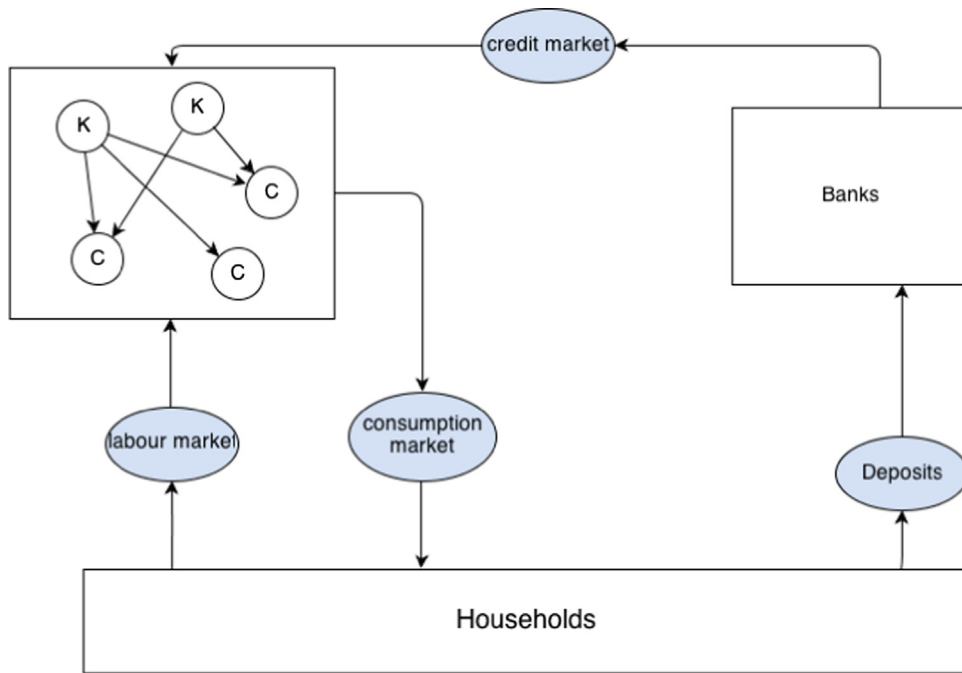 credit market
K
K
C
C
C
Banks
labour market
consumption
market
Deposits
Households